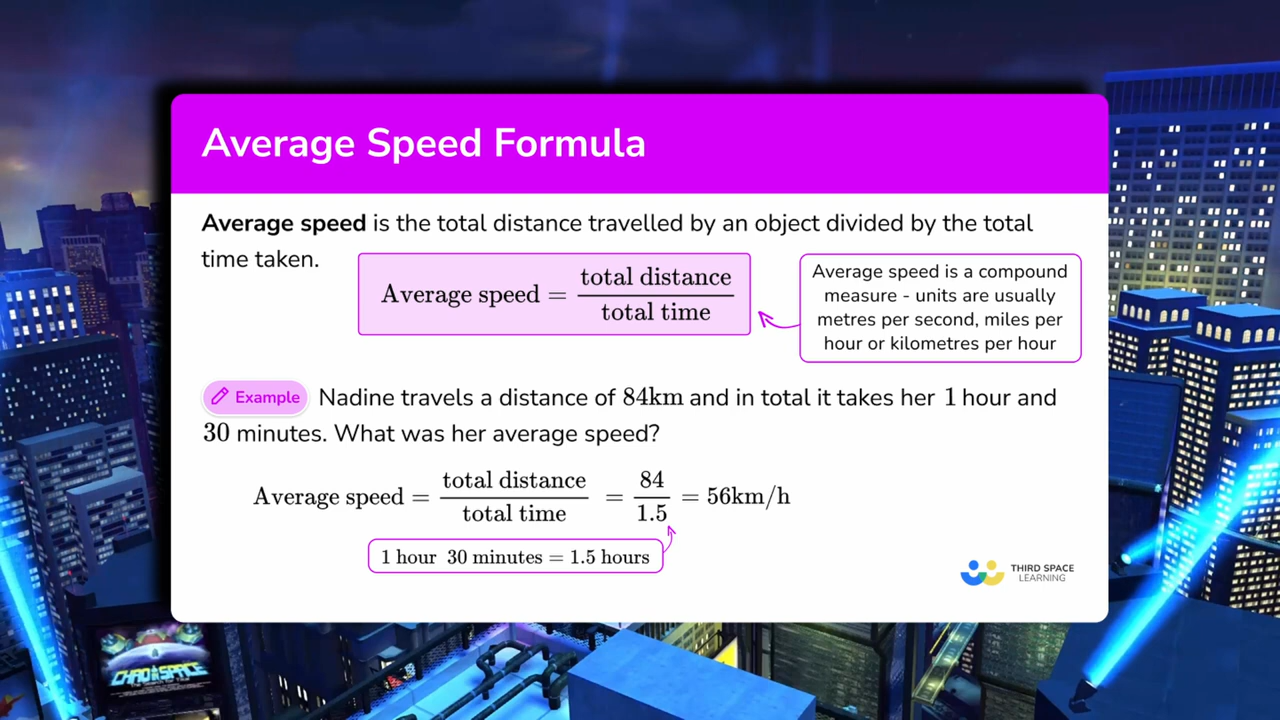 Average Speed Formula
Average speed is the total distance travelled by an object divided by the total
time taken.
Average speed = total distance / total time
Average speed is a compound
measure - units are usually
metres per second, miles per
hour or kilometres per hour
Example Nadine travels a distance of 84km and in total it takes her 1 hour and
30 minutes. What was her average speed?
Average speed = total distance / total time = 84 / 1.5 = 56km/h
1 hour 30 minutes = 1.5 hours
THIRD SPACE
LEARNING
CHAO IN SPACE